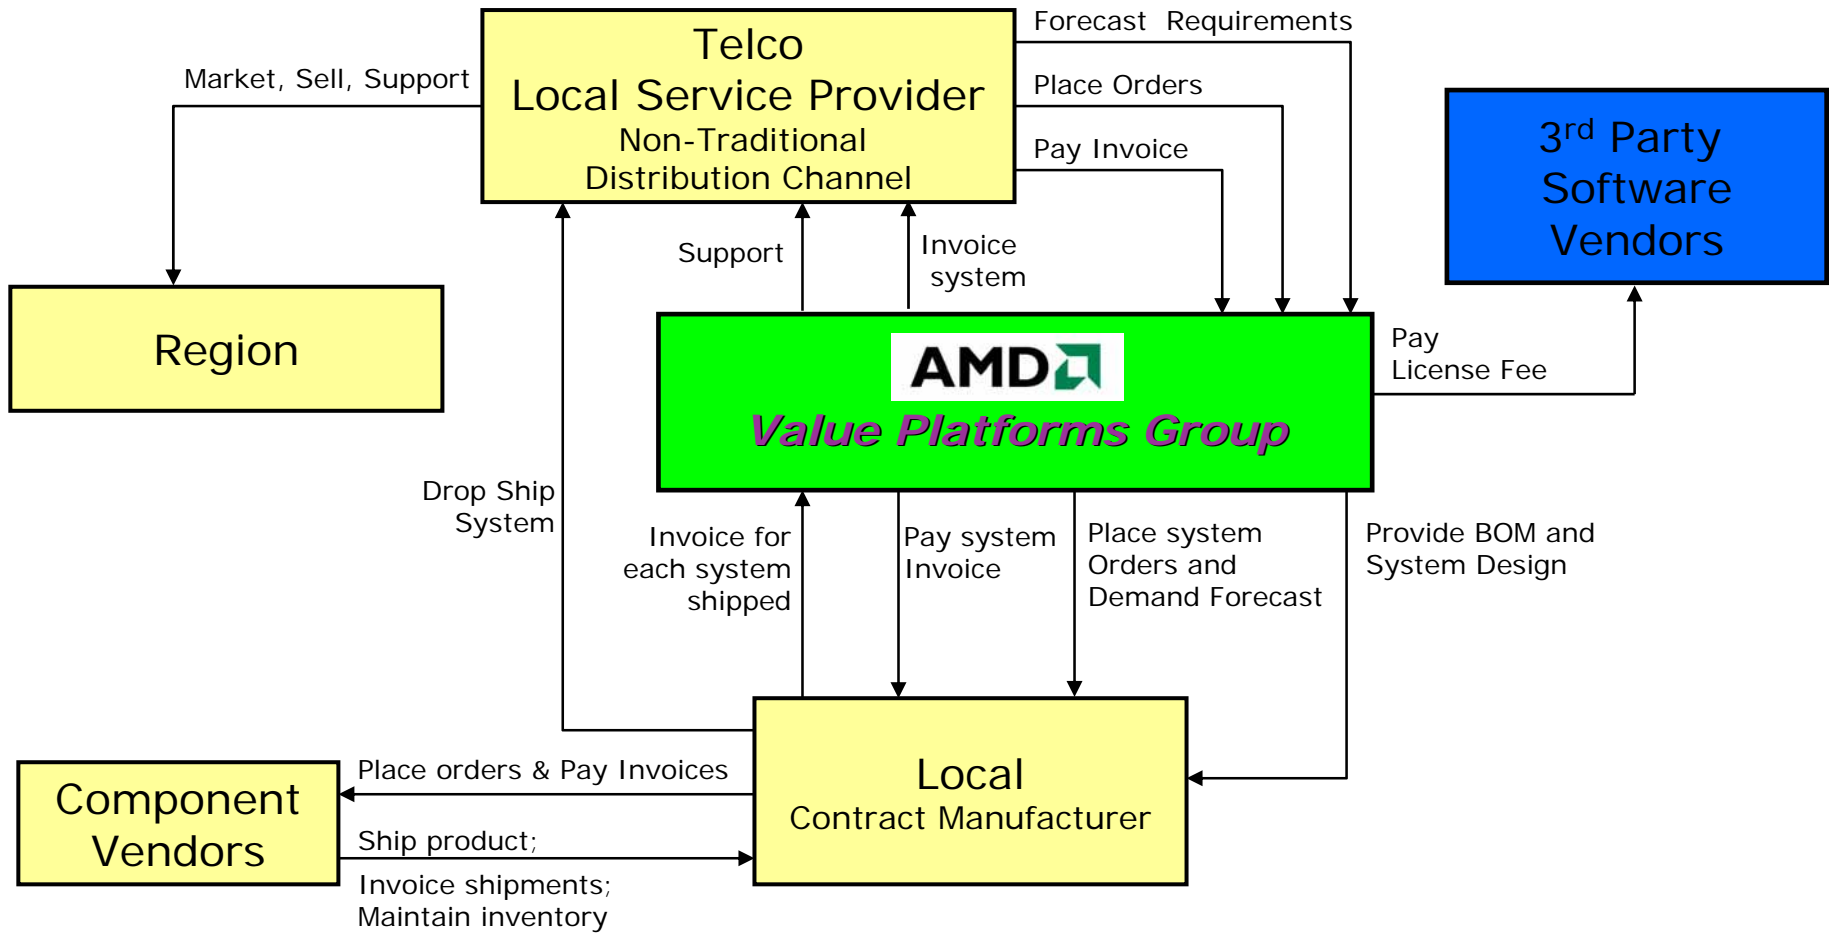 Forecast Requirements
Telco
Local Service Provider
Non-Traditional
Distribution Channel
Market, Sell, Support
Place Orders
Pay Invoice
3rd Party
Software
Vendors
Support
Invoice
system
Region
AMD
Value Platforms Group
Pay
License Fee
Drop Ship
System
Invoice for
each system
shipped
Pay system
Invoice
Place system
Orders and
Demand Forecast
Provide BOM and
System Design
Local
Contract Manufacturer
Place orders & Pay Invoices
Component
Vendors
Ship product;
Invoice shipments;
Maintain inventory